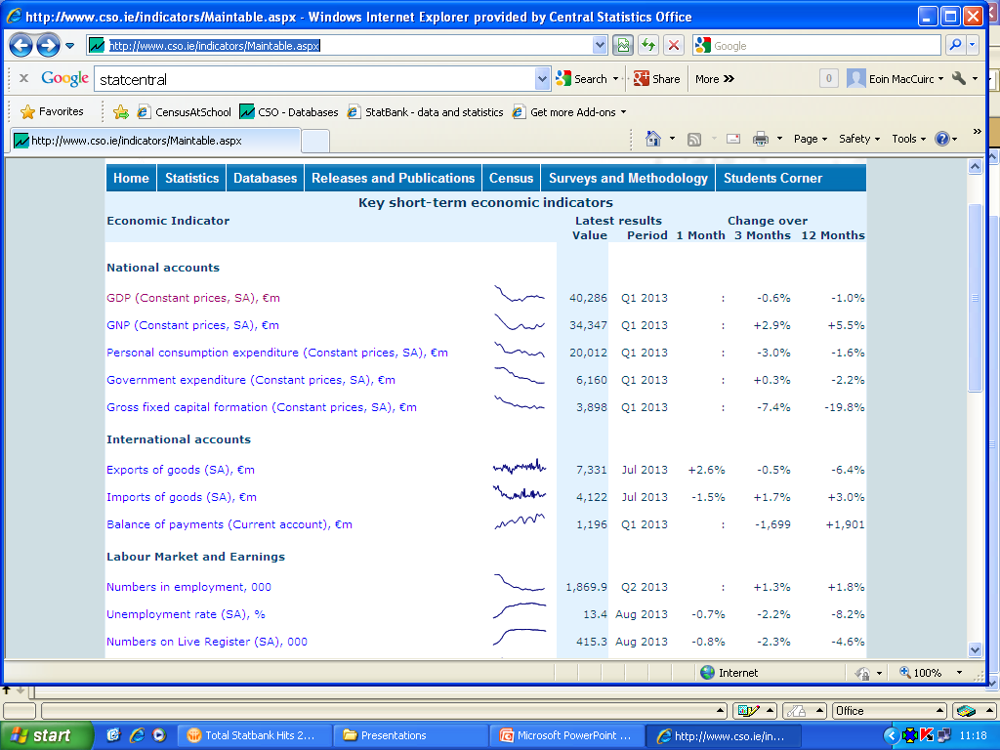 http://www.cso.ie/indicators/Maintable.aspx - Windows Internet Explorer provided by Central Statistics Office
http://www.cso.ie/indicators/Maintable.aspx Google
Google statcentral Search Share More 0 Eoin MacCuirc
Favorites CensusAtSchool CSO - Databases StatBank - data and statistics Get more Add-ons
http://www.cso.ie/indicators/Maintable.aspx Page Safety Tools
Home Statistics Databases Releases and Publications Census Surveys and Methodology Students Corner
Key short-term economic indicators
Economic Indicator Latest results Change over
Value Period 1 Month 3 Months 12 Months
National accounts
GDP (Constant prices, SA), €m 40,286 Q1 2013 : -0.6% -1.0%
GNP (Constant prices, SA), €m 34,347 Q1 2013 : +2.9% +5.5%
Personal consumption expenditure (Constant prices, SA), €m 20,012 Q1 2013 : -3.0% -1.6%
Government expenditure (Constant prices, SA), €m 6,160 Q1 2013 : +0.3% -2.2%
Gross fixed capital formation (Constant prices, SA), €m 3,898 Q1 2013 : -7.4% -19.8%
International accounts
Exports of goods (SA), €m 7,331 Jul 2013 +2.6% -0.5% -6.4%
Imports of goods (SA), €m 4,122 Jul 2013 -1.5% +1.7% +3.0%
Balance of payments (Current account), €m 1,196 Q1 2013 : -1,699 +1,901
Labour Market and Earnings
Numbers in employment, 000 1,869.9 Q2 2013 : +1.3% +1.8%
Unemployment rate (SA), % 13.4 Aug 2013 -0.7% -2.2% -8.2%
Numbers on Live Register (SA), 000 415.3 Aug 2013 -0.8% -2.3% -4.6%
Internet 100%
Office
start Total Statbank Hits 2... Presentations Microsoft PowerPoint ... http://www.cso.ie/in... 11:18